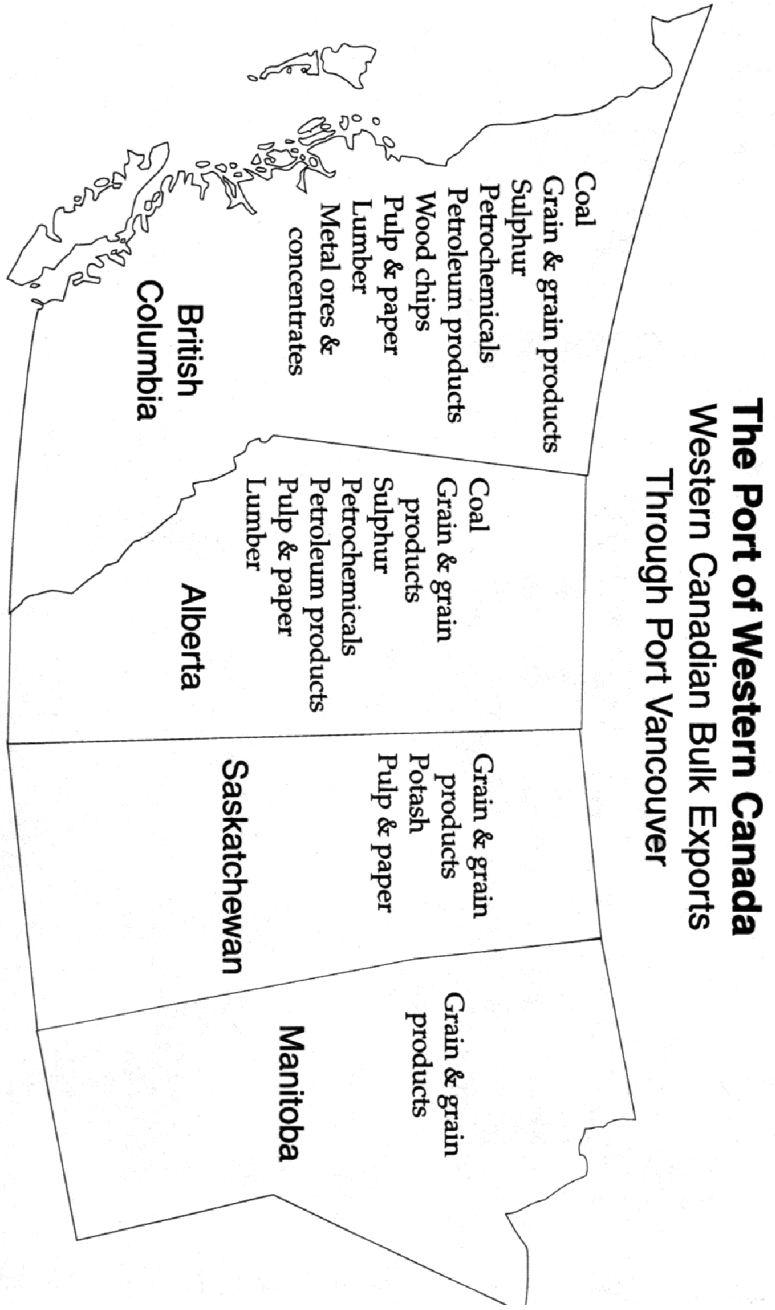 The Port of Western Canada
Western Canadian Bulk Exports
Through Port Vancouver
Coal
Grain & grain products
Sulphur
Petrochemicals
Petroleum products
Wood chips
Pulp & paper
Lumber
Metal ores &
concentrates
British
Columbia
Coal
Grain & grain
products
Sulphur
Petrochemicals
Petroleum products
Pulp & paper
Lumber
Alberta
Grain & grain
products
Potash
Pulp & paper
Saskatchewan
Grain & grain
products
Manitoba